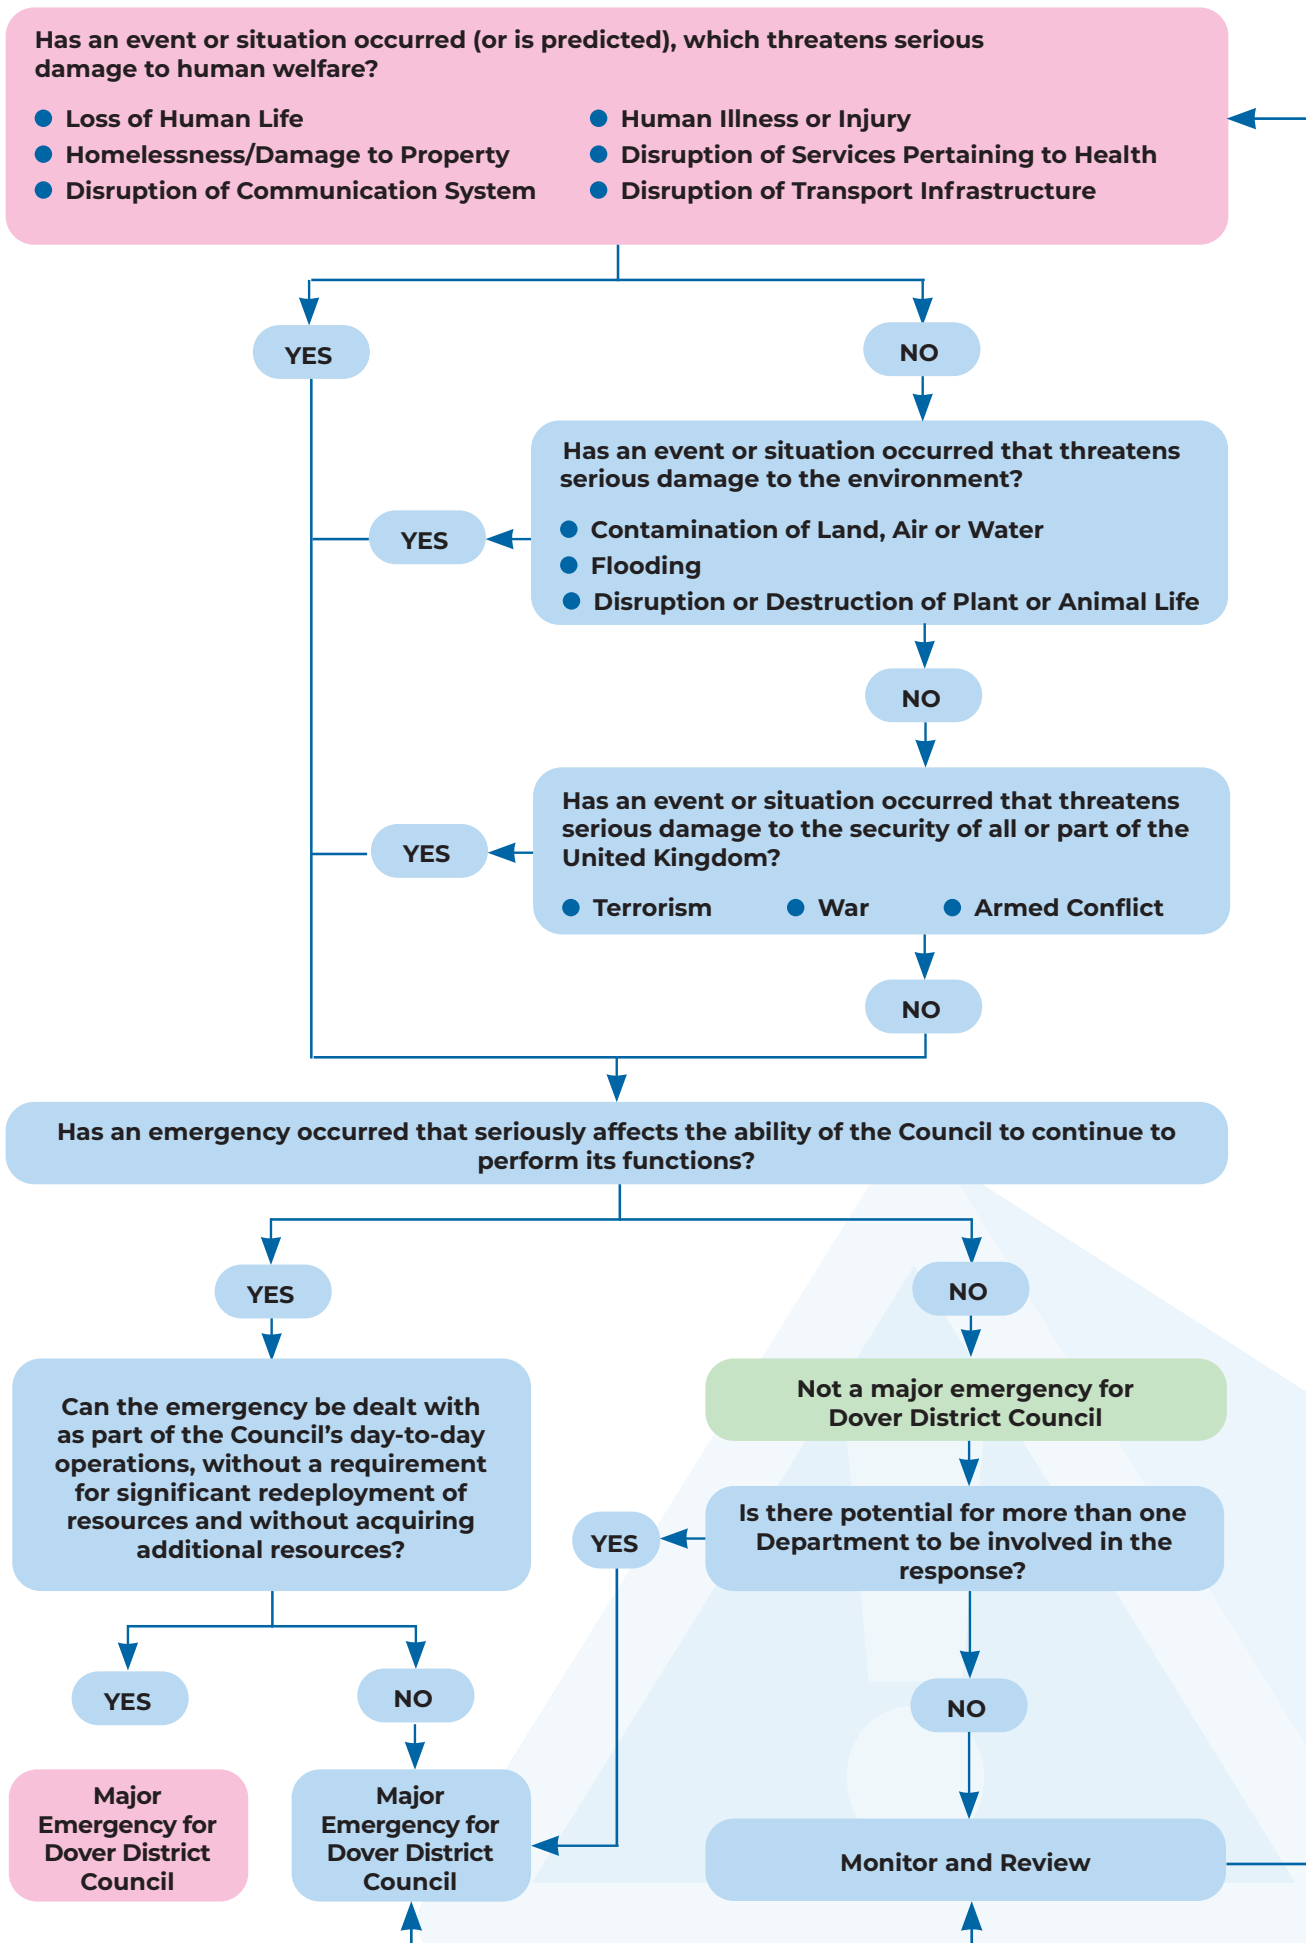 Has an event or situation occurred (or is predicted), which threatens serious
damage to human welfare?
Loss of Human Life
Homelessness/Damage to Property
Disruption of Communication System
Human Illness or Injury
Disruption of Services Pertaining to Health
Disruption of Transport Infrastructure
YES
NO
Has an event or situation occurred that threatens
serious damage to the environment?
Contamination of Land, Air or Water
Flooding
Disruption or Destruction of Plant or Animal Life
YES
NO
Has an event or situation occurred that threatens
serious damage to the security of all or part of the
United Kingdom?
Terrorism
War
Armed Conflict
YES
NO
Has an emergency occurred that seriously affects the ability of the Council to continue to
perform its functions?
YES
NO
Can the emergency be dealt with
as part of the Council’s day-to-day
operations, without a requirement
for significant redeployment of
resources and without acquiring
additional resources?
Not a major emergency for
Dover District Council
Is there potential for more than one
Department to be involved in the
response?
YES
YES
NO
NO
Major
Emergency for
Dover District
Council
Major
Emergency for
Dover District
Council
Monitor and Review